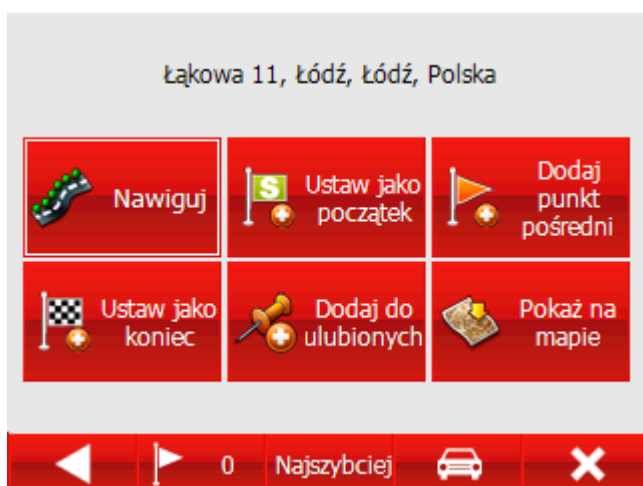 Łąkowa 11, Łódź, Łódź, Polska
Nawiguj
Ustaw jako
początek
Dodaj
punkt
pośredni
Ustaw jako
koniec
Dodaj do
ulubionych
Pokaż na
mapie
0 Najszybciej